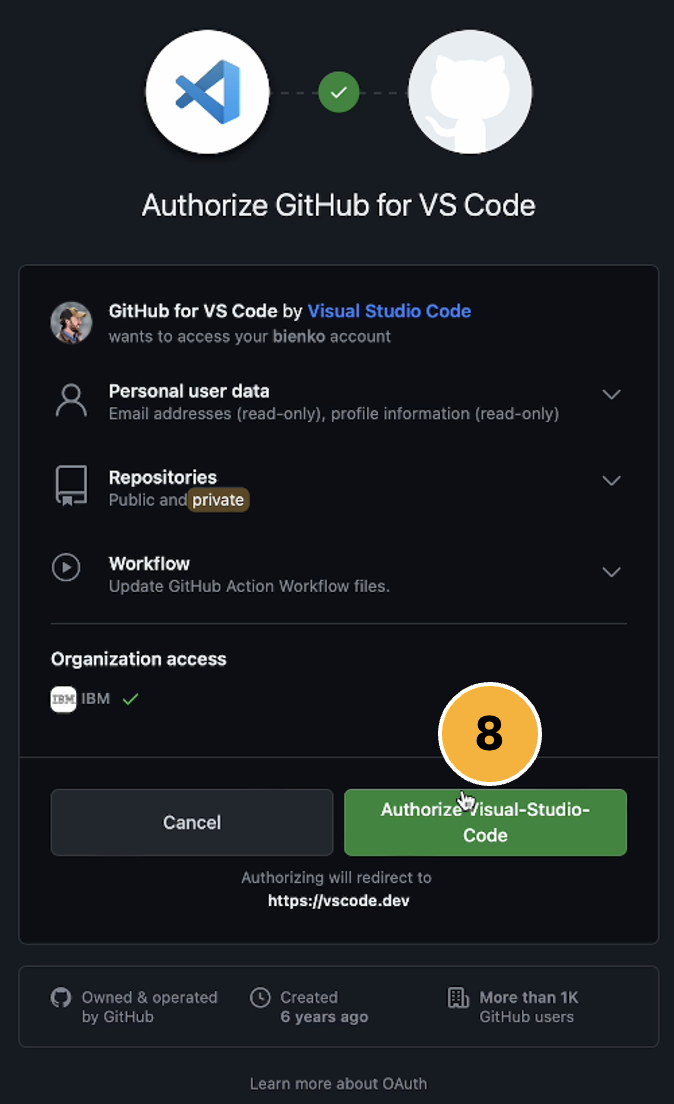 Authorize GitHub for VS Code
GitHub for VS Code by Visual Studio Code
wants to access your bienko account
Personal user data
Email addresses (read-only), profile information (read-only)
Repositories
Public and private
Workflow
Update GitHub Action Workflow files.
Organization access
IBM IBM
8
Cancel
Authorize Visual-Studio-
Code
Authorizing will redirect to
https://vscode.dev
Owned & operated
by GitHub
Created
6 years ago
More than 1K
GitHub users
Learn more about OAuth